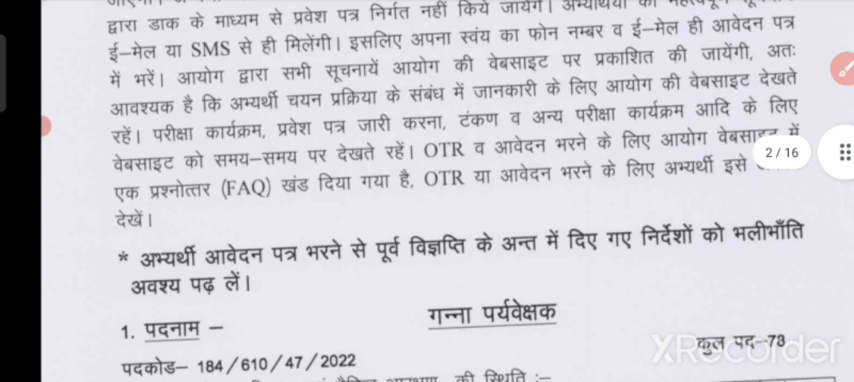 द्वारा डाक के माध्यम से प्रवेश पत्र निर्गत नहीं किये जायेंगे। अभ्यर्थियों को
ई–मेल या SMS से ही मिलेंगी। इसलिए अपना स्वंय का फोन नम्बर व ई–मेल ही आवेदन पत्र
में भरें। आयोग द्वारा सभी सूचनायें आयोग की वेबसाइट पर प्रकाशित की जायेंगी, अतः
आवश्यक है कि अभ्यर्थी चयन प्रक्रिया के संबंध में जानकारी के लिए आयोग की वेबसाइट देखते
रहें। परीक्षा कार्यक्रम, प्रवेश पत्र जारी करना, टंकण व अन्य परीक्षा कार्यक्रम आदि के लिए
वेबसाइट को समय–समय पर देखते रहें। OTR व आवेदन भरने के लिए आयोग वेबसाइट में
2 / 16
एक प्रश्नोत्तर (FAQ) खंड दिया गया है, OTR या आवेदन भरने के लिए अभ्यर्थी इसे
देखें।
* अभ्यर्थी आवेदन पत्र भरने से पूर्व विज्ञप्ति के अन्त में दिए गए निर्देशों को भलीभाँति
अवश्य पढ़ लें।
1. पदनाम – गन्ना पर्यवेक्षक
कुल पद–78
XRecorder
पदकोड– 184/610/47/2022
की स्थिति :–